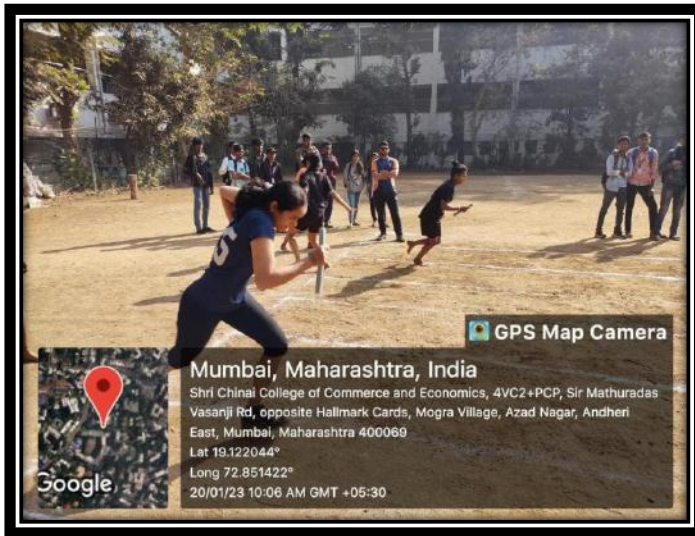 5
GPS Map Camera
Mumbai, Maharashtra, India
Shri Chinai College of Commerce and Economics, 4VC2+PCP, Sir Mathuradas
Vasanji Rd, opposite Hallmark Cards, Mogra Village, Azad Nagar, Andheri
East, Mumbai, Maharashtra 400069
Lat 19.122044°
Long 72.851422°
20/01/23 10:06 AM GMT +05:30
Google